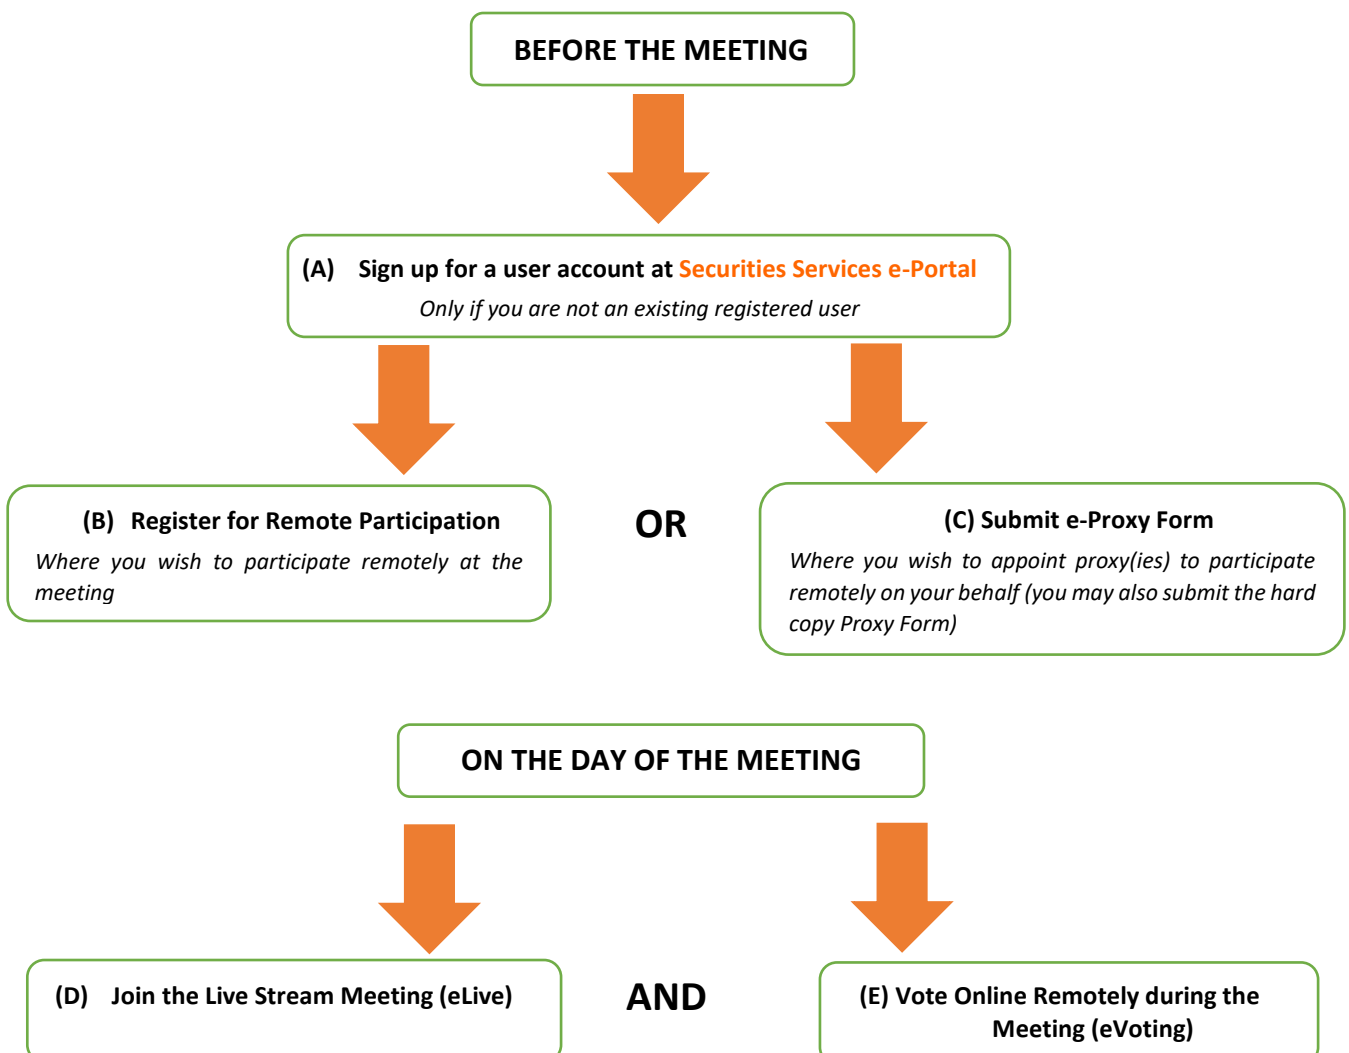 BEFORE THE MEETING
(A) Sign up for a user account at Securities Services e-Portal
Only if you are not an existing registered user
(B) Register for Remote Participation
Where you wish to participate remotely at the
meeting
OR
(C) Submit e-Proxy Form
Where you wish to appoint proxy(ies) to participate
remotely on your behalf (you may also submit the hard
copy Proxy Form)
ON THE DAY OF THE MEETING
(D) Join the Live Stream Meeting (eLive)
AND
(E) Vote Online Remotely during the
Meeting (eVoting)